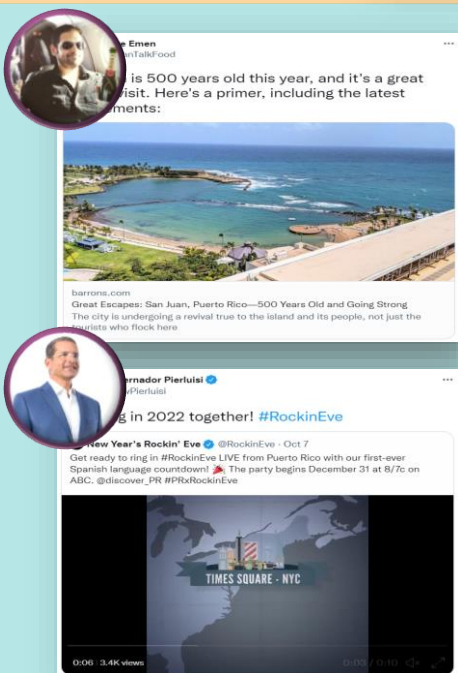 e Emen
anTalkFood
is 500 years old this year, and it's a great
visit. Here's a primer, including the latest
ments:
barrons.com
Great Escapes: San Juan, Puerto Rico—500 Years Old and Going Strong
The city is undergoing a revival true to the island and its people, not just the
tourists who flock here
ernador Pierluisi
vPierluisi
g in 2022 together! #RockinEve
New Year's Rockin' Eve @RockinEve · Oct 7
Get ready to ring in #RockinEve LIVE from Puerto Rico with our first-ever
Spanish language countdown! The party begins December 31 at 8/7c on
ABC. @discover_PR #PRxRockinEve
TIMES SQUARE - NYC
0:06 3.4K views
0:03 / 0:10